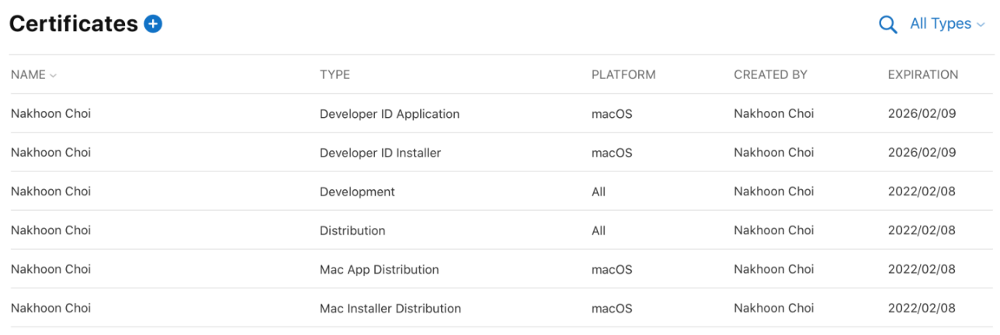 Certificates
All Types
NAME TYPE PLATFORM CREATED BY EXPIRATION
Nakhoon Choi Developer ID Application macOS Nakhoon Choi 2026/02/09
Nakhoon Choi Developer ID Installer macOS Nakhoon Choi 2026/02/09
Nakhoon Choi Development All Nakhoon Choi 2022/02/08
Nakhoon Choi Distribution All Nakhoon Choi 2022/02/08
Nakhoon Choi Mac App Distribution macOS Nakhoon Choi 2022/02/08
Nakhoon Choi Mac Installer Distribution macOS Nakhoon Choi 2022/02/08